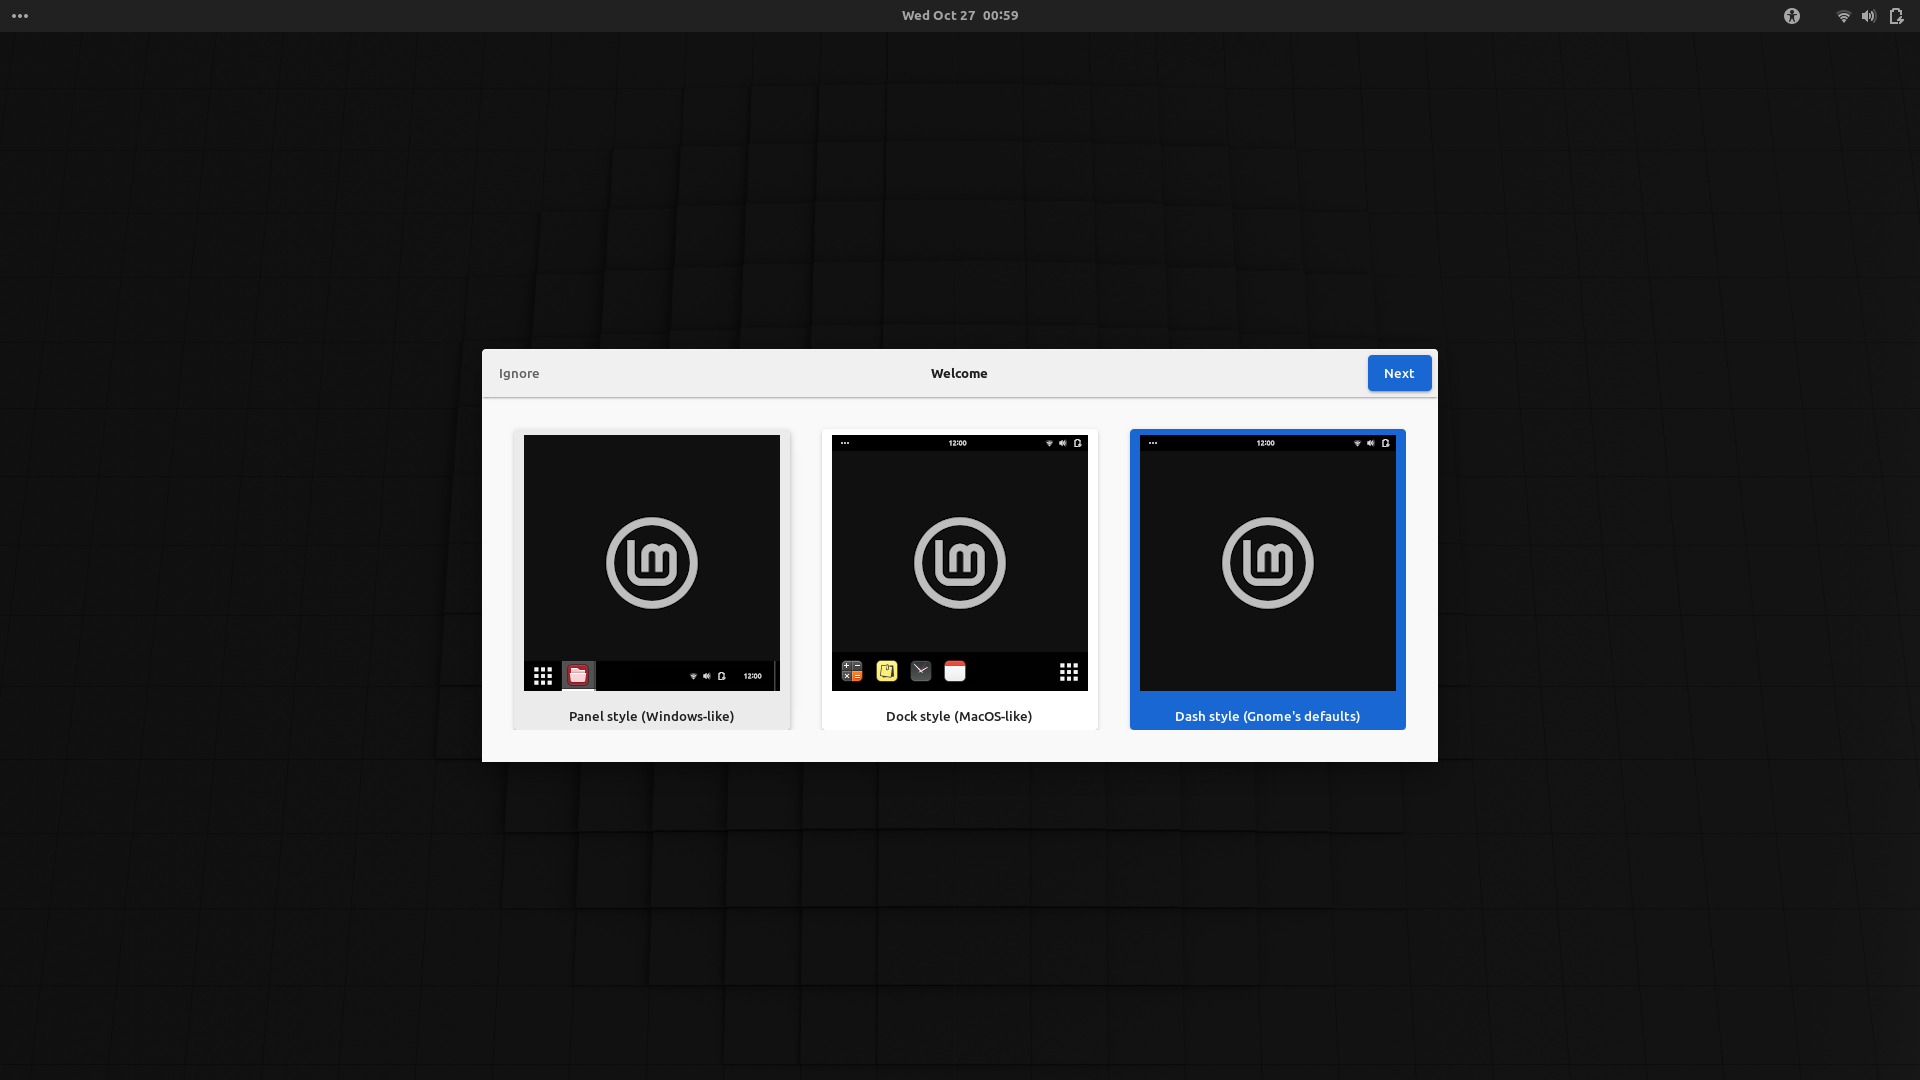 Wed Oct 27 00:59
Ignore
Welcome
Next
12:00
12:00
12:00
Panel style (Windows-like)
Dock style (MacOS-like)
Dash style (Gnome's defaults)